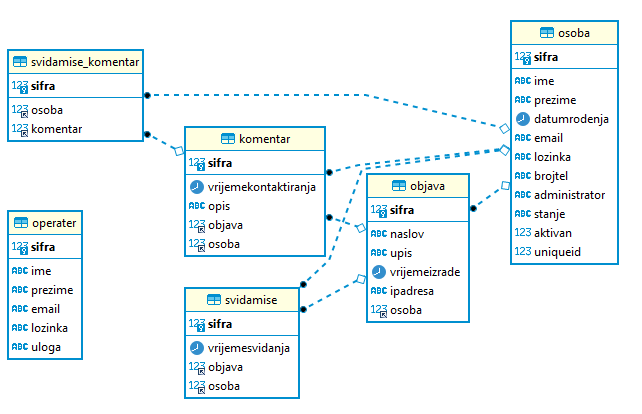 svidamise_komentar
123 sifra
123 osoba
123 komentar
operater
123 sifra
ABC ime
ABC prezime
ABC email
ABC lozinka
ABC uloga
komentar
123 sifra
vrijemekontaktiranja
ABC opis
123 objava
123 osoba
svidamise
123 sifra
vrijemesvidanja
123 objava
123 osoba
objava
123 sifra
ABC naslov
ABC upis
vrijemeizrade
ABC ipadresa
123 osoba
osoba
123 sifra
ABC ime
ABC prezime
datumrodenja
ABC email
ABC lozinka
ABC brojtel
ABC administrator
ABC stanje
123 aktivan
123 uniqueid